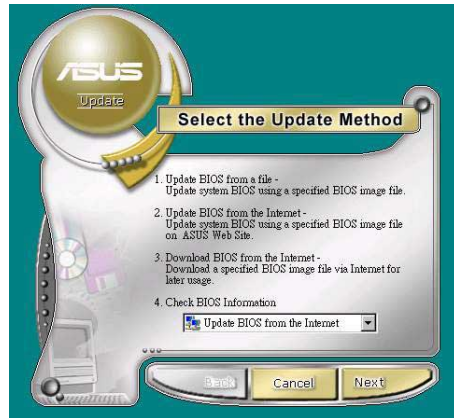 ASUS
Update
Select the Update Method
1. Update BIOS from a file -
Update system BIOS using a specified BIOS image file.
2. Update BIOS from the Internet -
Update system BIOS using a specified BIOS image file
on ASUS Web Site.
3. Download BIOS from the Internet -
Download a specified BIOS image file via Internet for
later usage.
4. Check BIOS Information
Update BIOS from the Internet
Back Cancel Next